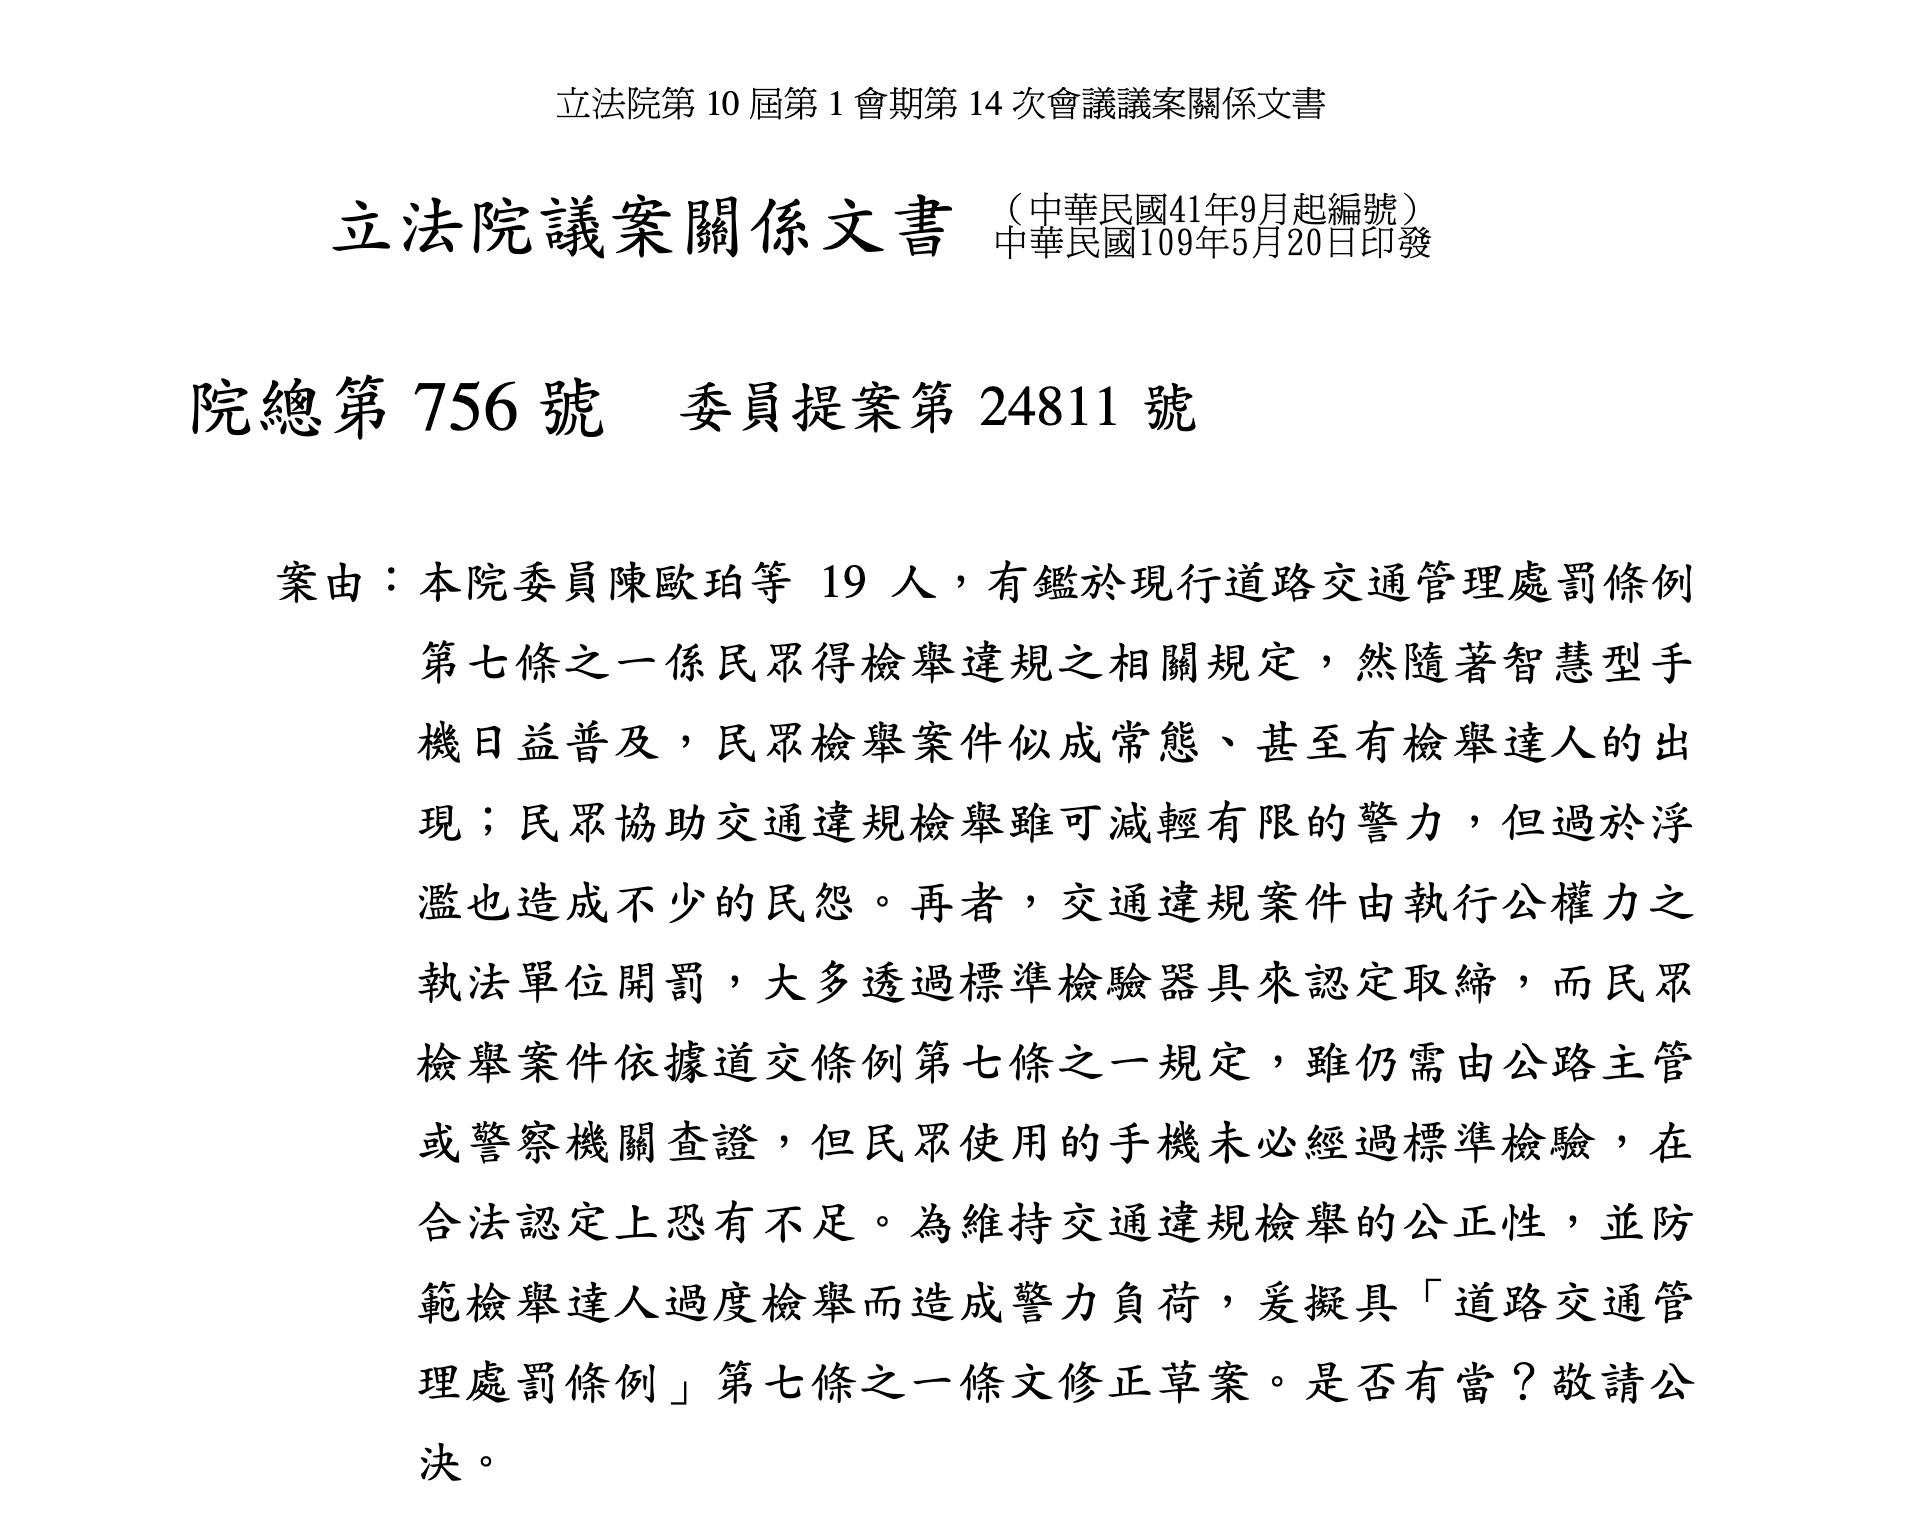 立法院第 10 屆第 1 會期第 14 次會議議案關係文書
立法院議案關係文書
（中華民國41年9月起編號）
中華民國109年5月20日印發
院總第 756 號　委員提案第 24811 號
案由：本院委員陳歐珀等 19 人，有鑑於現行道路交通管理處罰條例
第七條之一係民眾得檢舉違規之相關規定，然隨著智慧型手
機日益普及，民眾檢舉案件似成常態、甚至有檢舉達人的出
現；民眾協助交通違規檢舉雖可減輕有限的警力，但過於浮
濫也造成不少的民怨。再者，交通違規案件由執行公權力之
執法單位開罰，大多透過標準檢驗器具來認定取締，而民眾
檢舉案件依據道交條例第七條之一規定，雖仍需由公路主管
或警察機關查證，但民眾使用的手機未必經過標準檢驗，在
合法認定上恐有不足。為維持交通違規檢舉的公正性，並防
範檢舉達人過度檢舉而造成警力負荷，爰擬具「道路交通管
理處罰條例」第七條之一條文修正草案。是否有當？敬請公
決。